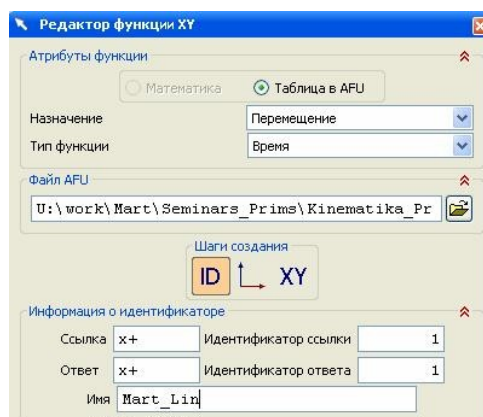 Редактор функции XY
Атрибуты функции
Математика Таблица в AFU
Назначение Перемещение
Тип функции Время
Файл AFU
U:\work\Mart\Seminars_Prims\Kinematika_Pr
Шаги создания
ID XY
Информация о идентификаторе
Ссылка x+ Идентификатор ссылки 1
Ответ x+ Идентификатор ответа 1
Имя Mart_Lin